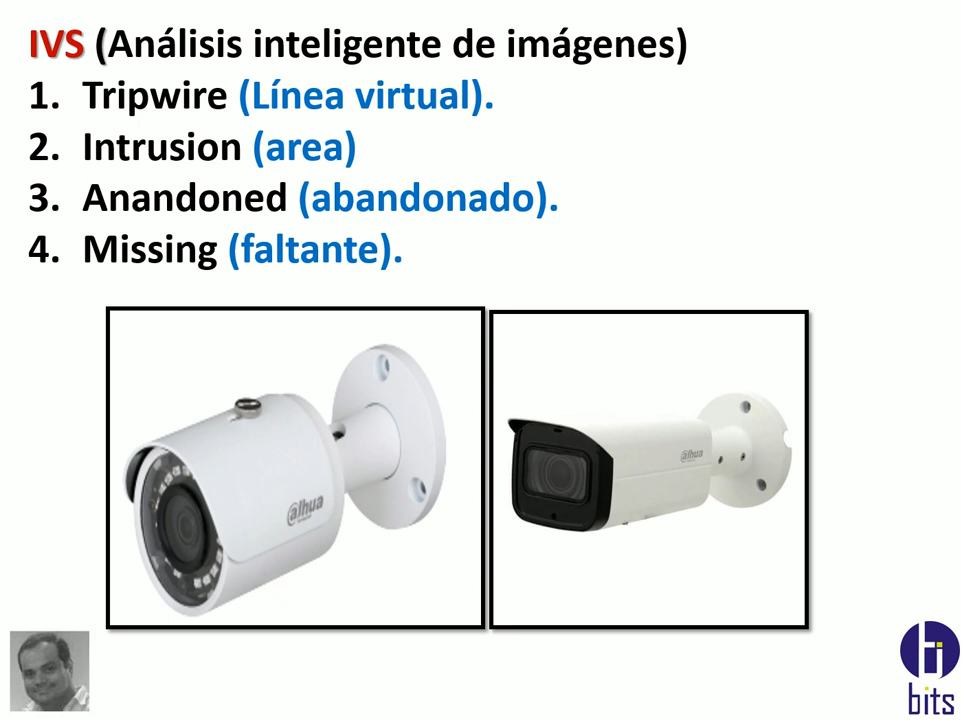 IVS (Análisis inteligente de imágenes)
1. Tripwire (Línea virtual).
2. Intrusion (area)
3. Anandoned (abandonado).
4. Missing (faltante).
alhua
alhua
bits